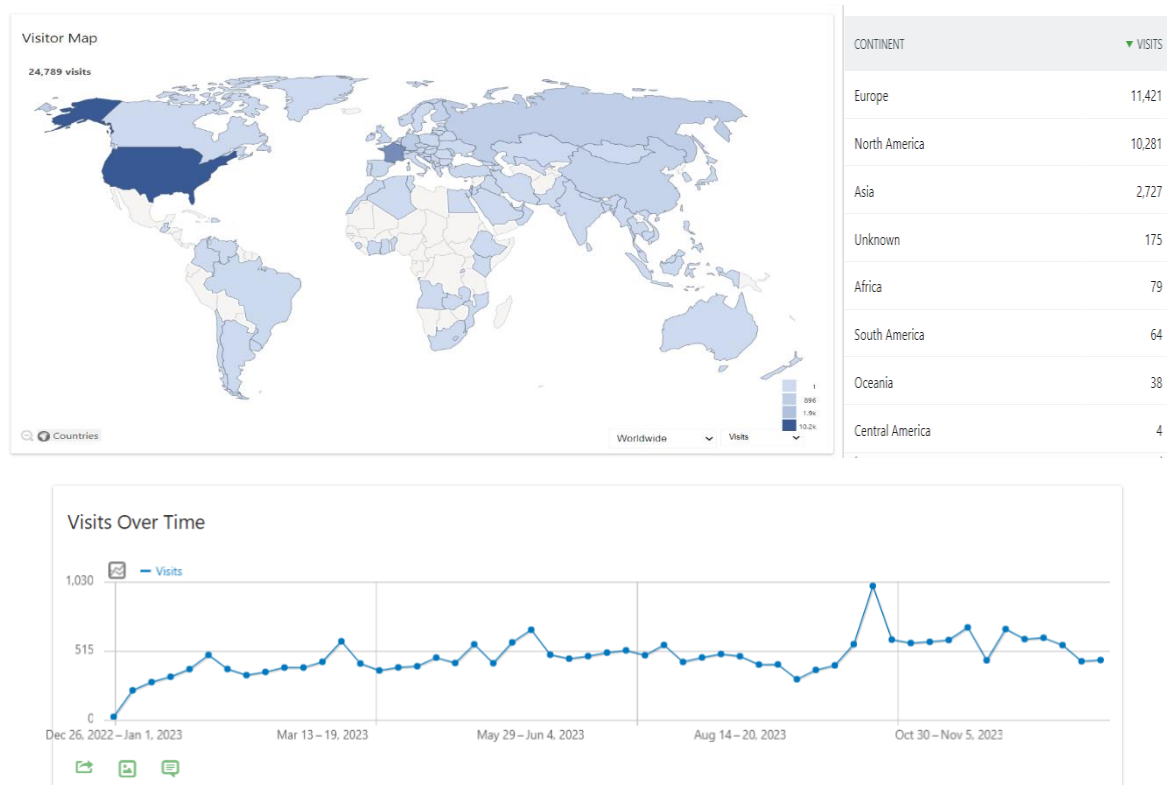 Visitor Map
24,789 visits
1
896
1.9k
10.2k
Countries
Worldwide
Visits
CONTINENT ▼ VISITS
Europe 11,421
North America 10,281
Asia 2,727
Unknown 175
Africa 79
South America 64
Oceania 38
Central America 4
Visits Over Time
Visits
1,030
515
0
Dec 26, 2022 – Jan 1, 2023 Mar 13 – 19, 2023 May 29 – Jun 4, 2023 Aug 14 – 20, 2023 Oct 30 – Nov 5, 2023